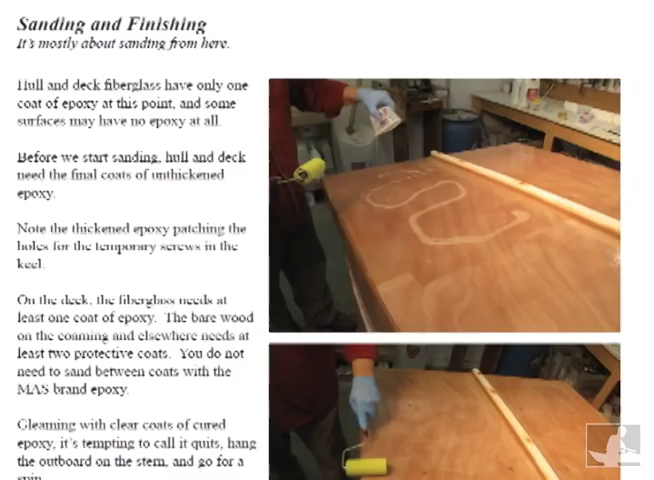 Sanding and Finishing
It's mostly about sanding from here.
Hull and deck fiberglass have only one
coat of epoxy at this point, and some
surfaces may have no epoxy at all.
Before we start sanding, hull and deck
need the final coats of unthickened
epoxy.
Note the thickened epoxy patching the
holes for the temporary screws in the
keel.
On the deck, the fiberglass needs at
least one coat of epoxy. The bare wood
on the coaming and elsewhere needs at
least two protective coats. You do not
need to sand between coats with the
MAS brand epoxy.
Gleaming with clear coats of cured
epoxy, it's tempting to call it quits, hang
the outboard on the stern, and go for a
spin